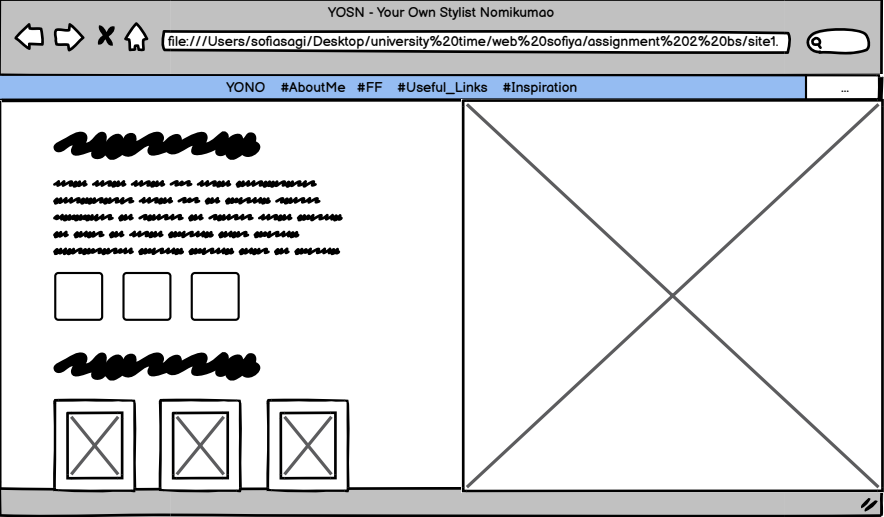 YOSN - Your Own Stylist Nomikumao
file:///Users/sofiasagi/Desktop/university%20time/web%20sofiya/assignment%202%20bs/site1.
YONO #AboutMe #FF #Useful_Links #Inspiration ...